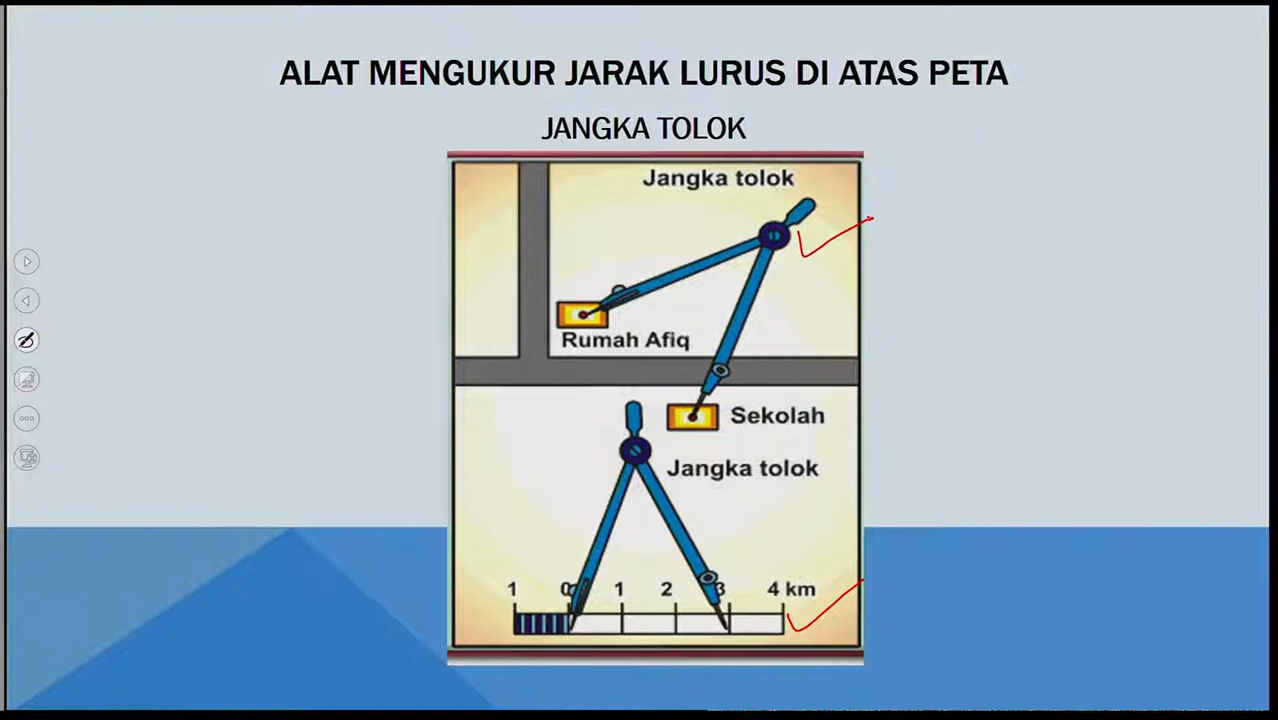 ALAT MENGUKUR JARAK LURUS DI ATAS PETA
JANGKA TOLOK
Jangka tolok
Rumah Afiq
Sekolah
Jangka tolok
1 0 1 2 3 4 km